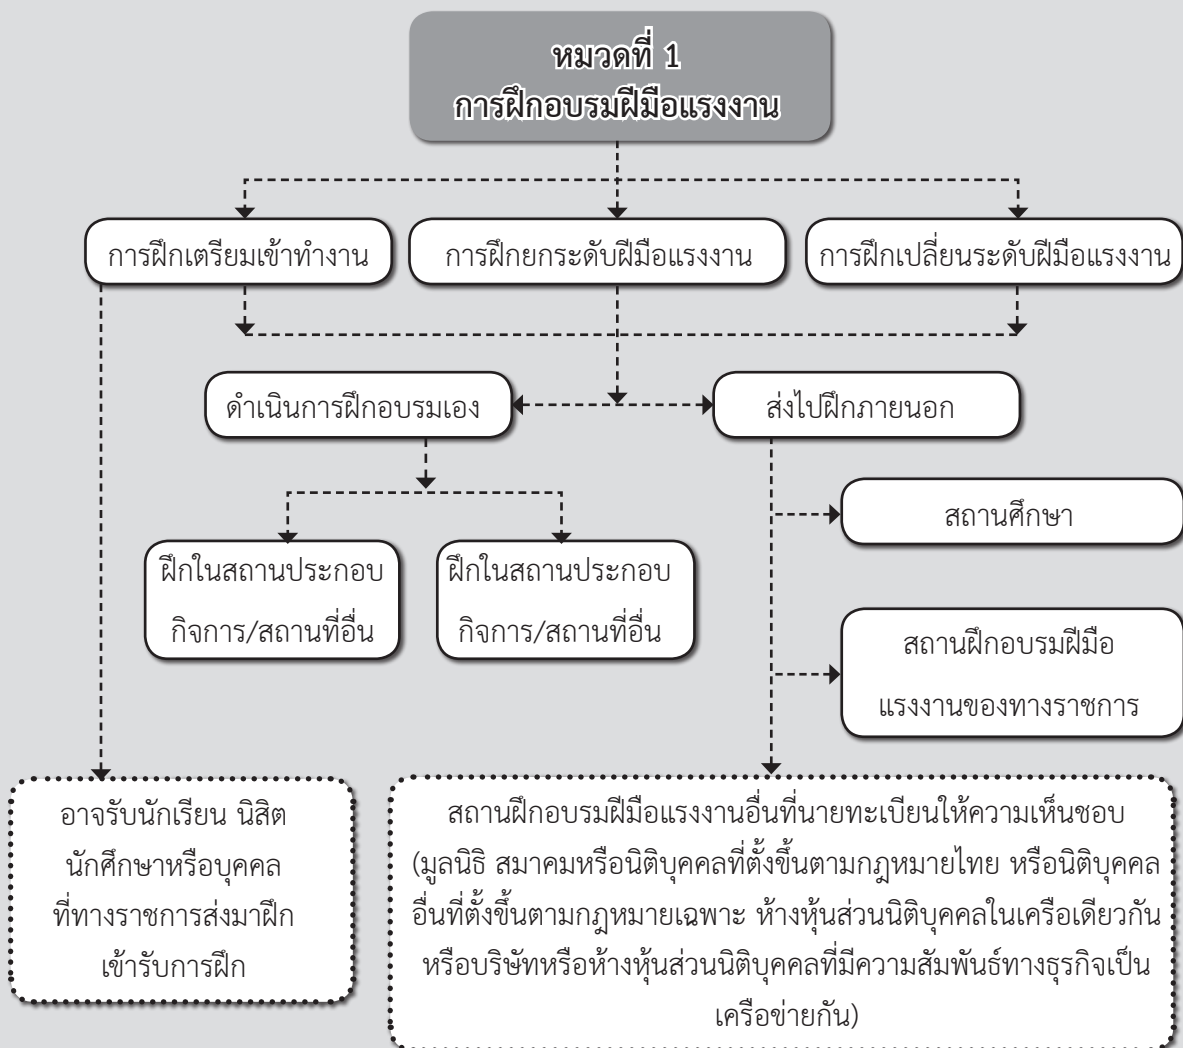 หมวดที่ 1
การฝึกอบรมฝีมือแรงงาน
การฝึกเตรียมเข้าทำงาน
การฝึกยกระดับฝีมือแรงงาน
การฝึกเปลี่ยนระดับฝีมือแรงงาน
ดำเนินการฝึกอบรมเอง
ส่งไปฝึกภายนอก
สถานศึกษา
ฝึกในสถานประกอบ
กิจการ/สถานที่อื่น
ฝึกในสถานประกอบ
กิจการ/สถานที่อื่น
สถานฝึกอบรมฝีมือ
แรงงานของทางราชการ
อาจรับนักเรียน นิสิต
นักศึกษาหรือบุคคล
ที่ทางราชการส่งมาฝึก
เข้ารับการฝึก
สถานฝึกอบรมฝีมือแรงงานอื่นที่นายทะเบียนให้ความเห็นชอบ
(มูลนิธิ สมาคมหรือนิติบุคคลที่ตั้งขึ้นตามกฎหมายไทย หรือนิติบุคคล
อื่นที่ตั้งขึ้นตามกฎหมายเฉพาะ ห้างหุ้นส่วนนิติบุคคลในเครือเดียวกัน
หรือบริษัทหรือห้างหุ้นส่วนนิติบุคคลที่มีความสัมพันธ์ทางธุรกิจเป็น
เครือข่ายกัน)